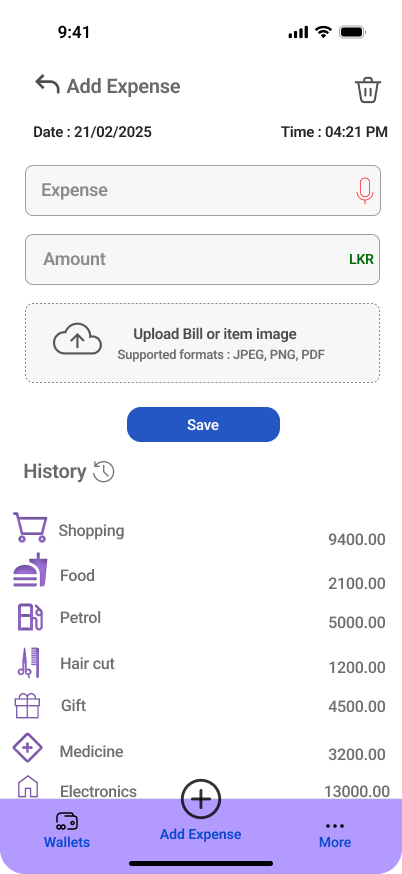 9:41
Add Expense
Date : 21/02/2025 Time : 04:21 PM
Expense
Amount LKR
Upload Bill or item image
Supported formats : JPEG, PNG, PDF
Save
History
Shopping 9400.00
Food 2100.00
Petrol 5000.00
Hair cut 1200.00
Gift 4500.00
Medicine 3200.00
Electronics 13000.00
Wallets Add Expense More